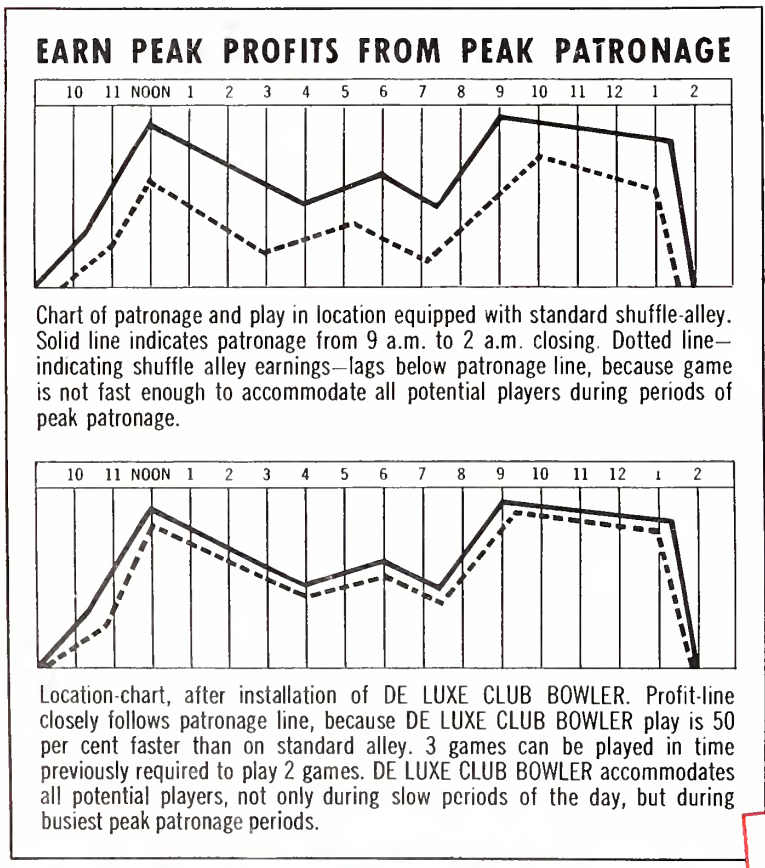 EARN PEAK PROFITS FROM PEAK PATRONAGE
10 11 NOON 1 2 3 4 5 6 7 8 9 10 11 12 1 2
Chart of patronage and play in location equipped with standard shuffle-alley.
Solid line indicates patronage from 9 a.m. to 2 a.m. closing. Dotted line—
indicating shuffle alley earnings—lags below patronage line, because game
is not fast enough to accommodate all potential players during periods of
peak patronage.
10 11 NOON 1 2 3 4 5 6 7 8 9 10 11 12 1 2
Location-chart, after installation of DE LUXE CLUB BOWLER. Profit-line
closely follows patronage line, because DE LUXE CLUB BOWLER play is 50
per cent faster than on standard alley. 3 games can be played in time
previously required to play 2 games. DE LUXE CLUB BOWLER accommodates
all potential players, not only during slow periods of the day, but during
busiest peak patronage periods.